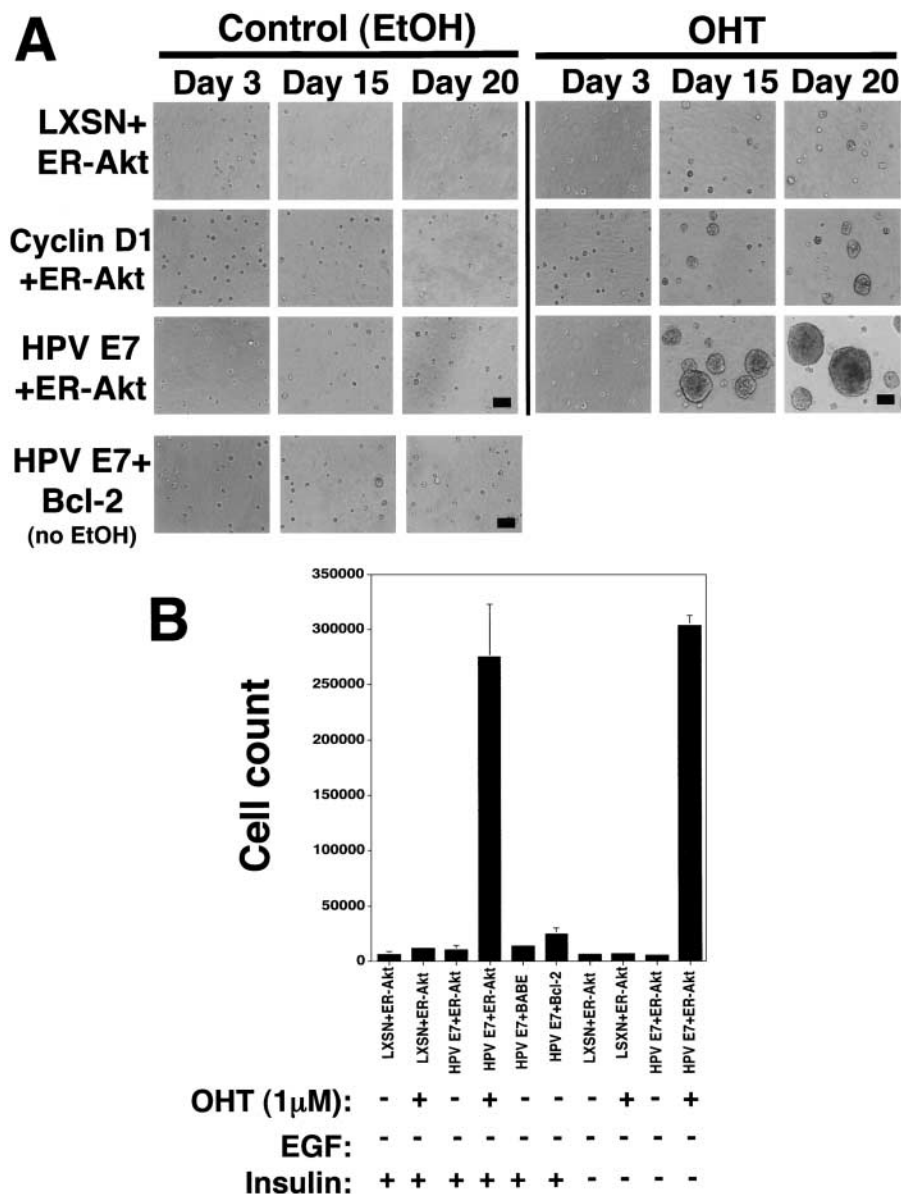 A
Control (EtOH)
OHT
Day 3 Day 15 Day 20 Day 3 Day 15 Day 20
LXSN+
ER-Akt
Cyclin D1
+ER-Akt
HPV E7
+ER-Akt
HPV E7+
Bcl-2
(no EtOH)
B
Cell count
350000
300000
250000
200000
150000
100000
50000
0
LXSN+ER-Akt
LXSN+ER-Akt
HPV E7+ER-Akt
HPV E7+ER-Akt
HPV E7+BABE
HPV E7+Bcl-2
LXSN+ER-Akt
LSXN+ER-Akt
HPV E7+ER-Akt
HPV E7+ER-Akt
OHT (1μM): - + - + - - - + - +
EGF: - - - - - - - - - -
Insulin: + + + + + + - - - -